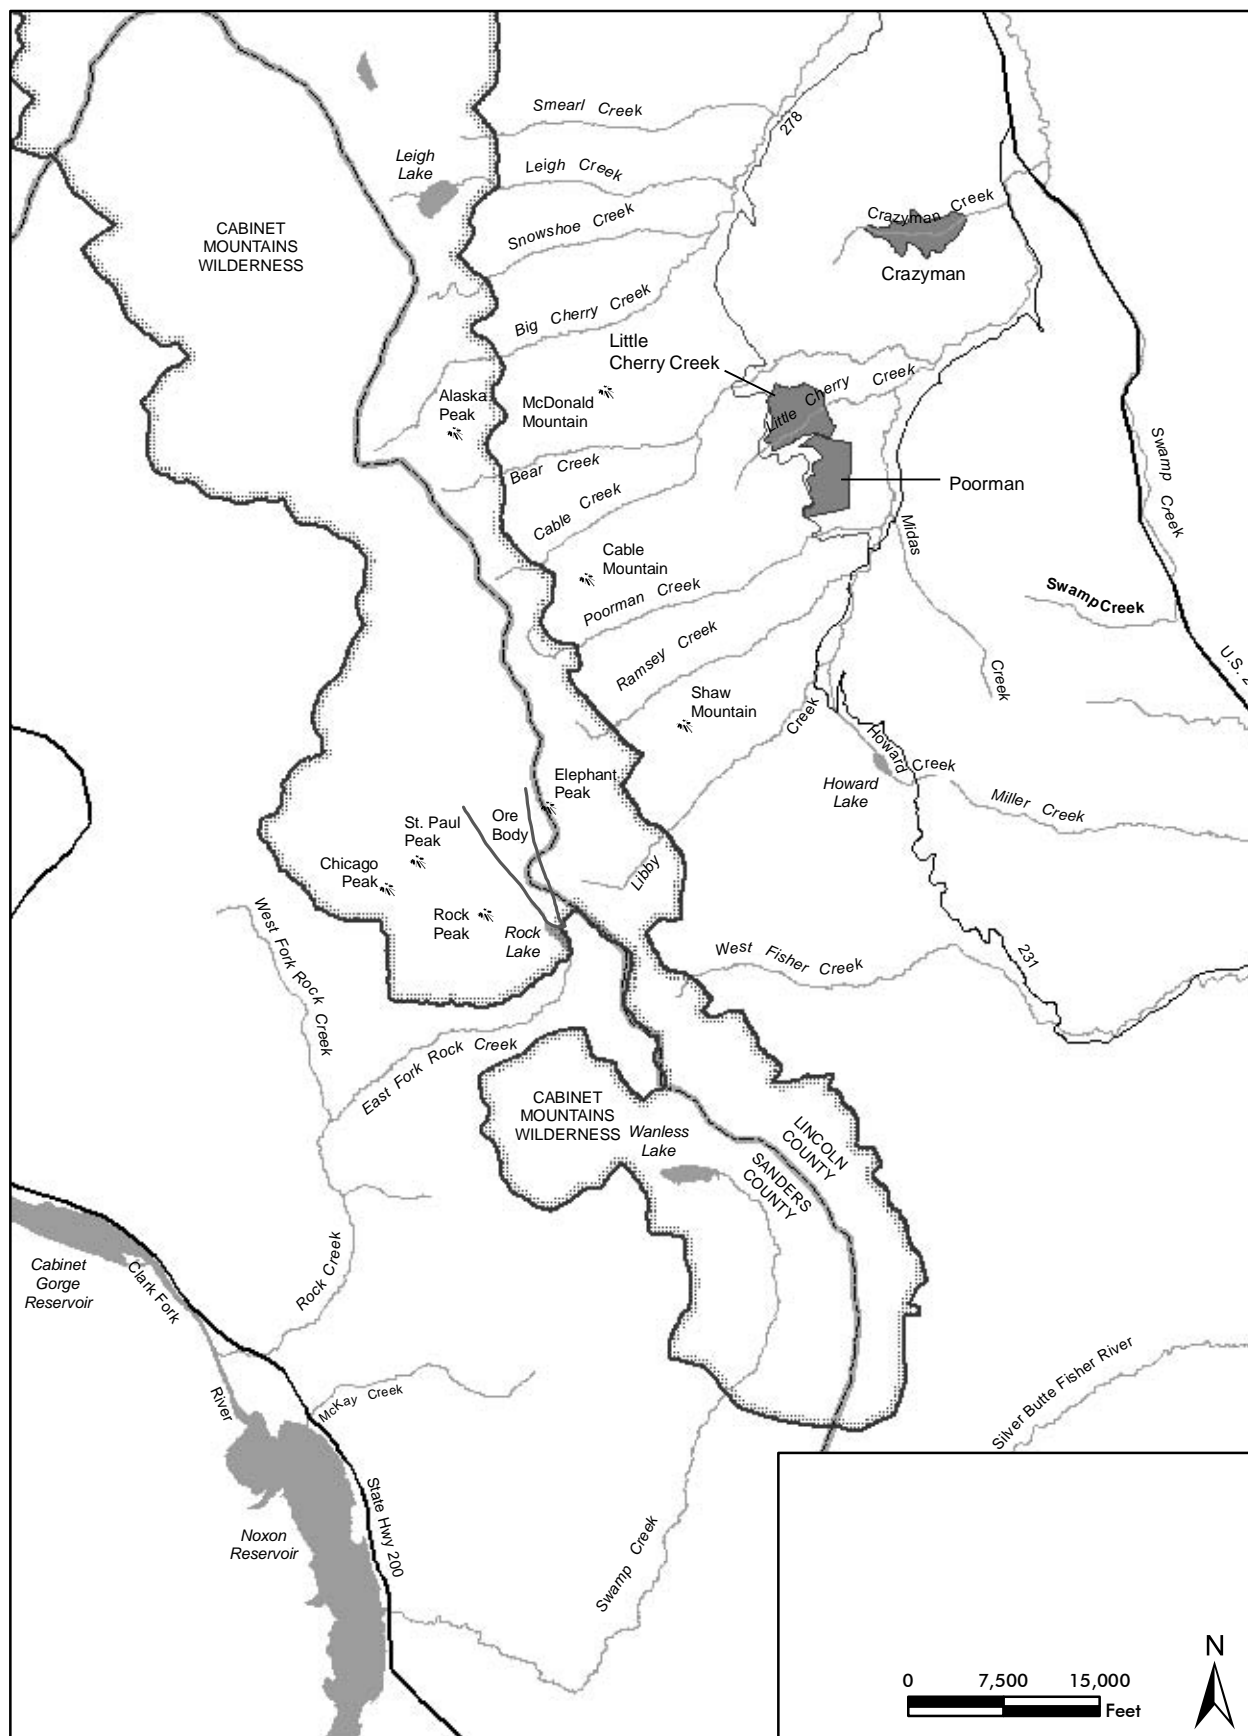 Smearl Creek
278
Leigh
Lake
Leigh Creek
Crazyman Creek
Snowshoe Creek
CABINET
MOUNTAINS
WILDERNESS
Crazyman
Big Cherry Creek
Little
Cherry Creek
Little Cherry Creek
Alaska
Peak
McDonald
Mountain
Swamp Creek
Bear Creek
Poorman
Cable Creek
Midas Creek
Cable
Mountain
Poorman Creek
Swamp Creek
Ramsey Creek
U.S. 2
Shaw
Mountain
Libby Creek
Howard Creek
Howard
Lake
Miller Creek
Elephant
Peak
Ore
Body
St. Paul
Peak
Chicago
Peak
Rock
Peak
Rock
Lake
West Fork Rock Creek
West Fisher Creek
231
East Fork Rock Creek
CABINET
MOUNTAINS
WILDERNESS
Wanless
Lake
LINCOLN
COUNTY
SANDERS
COUNTY
Rock Creek
Cabinet
Gorge
Reservoir
Clark Fork
River
McKay Creek
Silver Butte Fisher River
State Hwy 200
Noxon
Reservoir
Swamp Creek
N
0 7,500 15,000
Feet